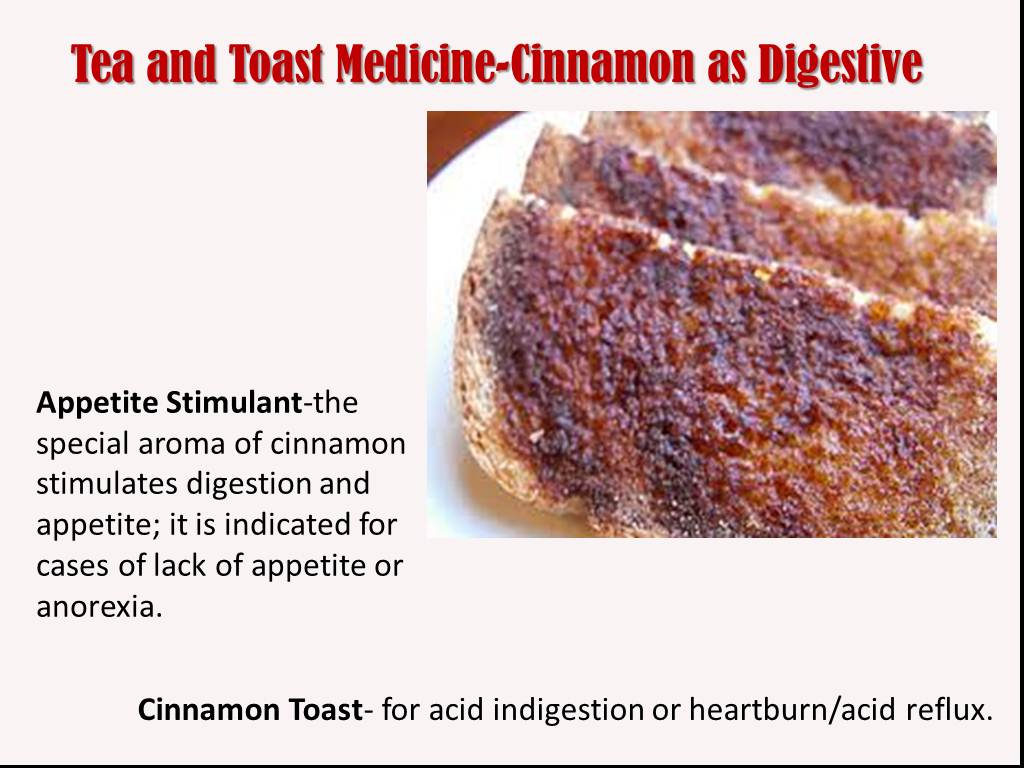 Tea and Toast Medicine-Cinnamon as Digestive
Appetite Stimulant-the
special aroma of cinnamon
stimulates digestion and
appetite; it is indicated for
cases of lack of appetite or
anorexia.
Cinnamon Toast- for acid indigestion or heartburn/acid reflux.